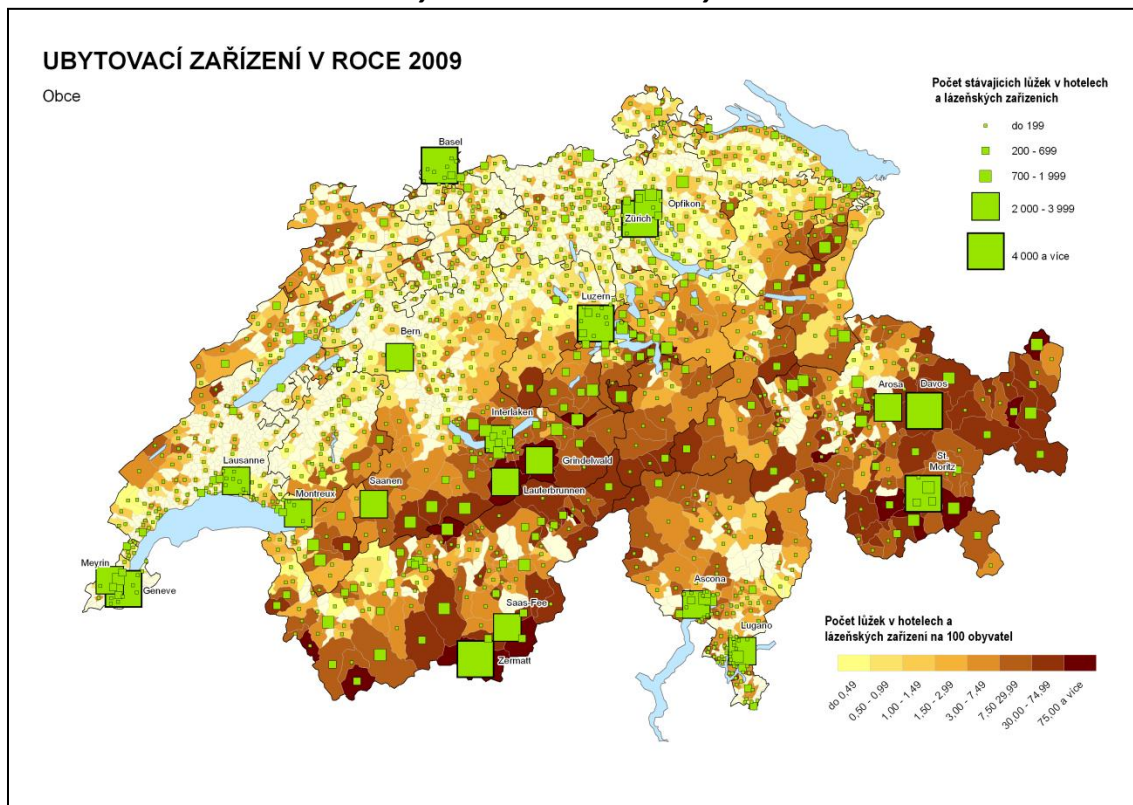 UBYTOVACÍ ZAŘÍZENÍ V ROCE 2009
Obce
Počet stávajicích lůžek v hotelech
a lázeňských zařízeních
do 199
200 - 699
700 - 1 999
2 000 - 3 999
4 000 a více
Basel
Opfikon
Zürich
Luzern
Bern
Arosa
Davos
Interlaken
Grindelwald
St.
Moritz
Lausanne
Saanen
Lauterbrunnen
Montreux
Meyrin
Geneve
Ascona
Saas-Fee
Lugano
Zermatt
Počet lůžek v hotelech a
lázeňských zařízení na 100 obyvatel
do 0,49
0,50 - 0,99
1,00 - 1,49
1,50 - 2,99
3,00 - 7,49
7,50 29,99
30,00 - 74,99
75,00 a více